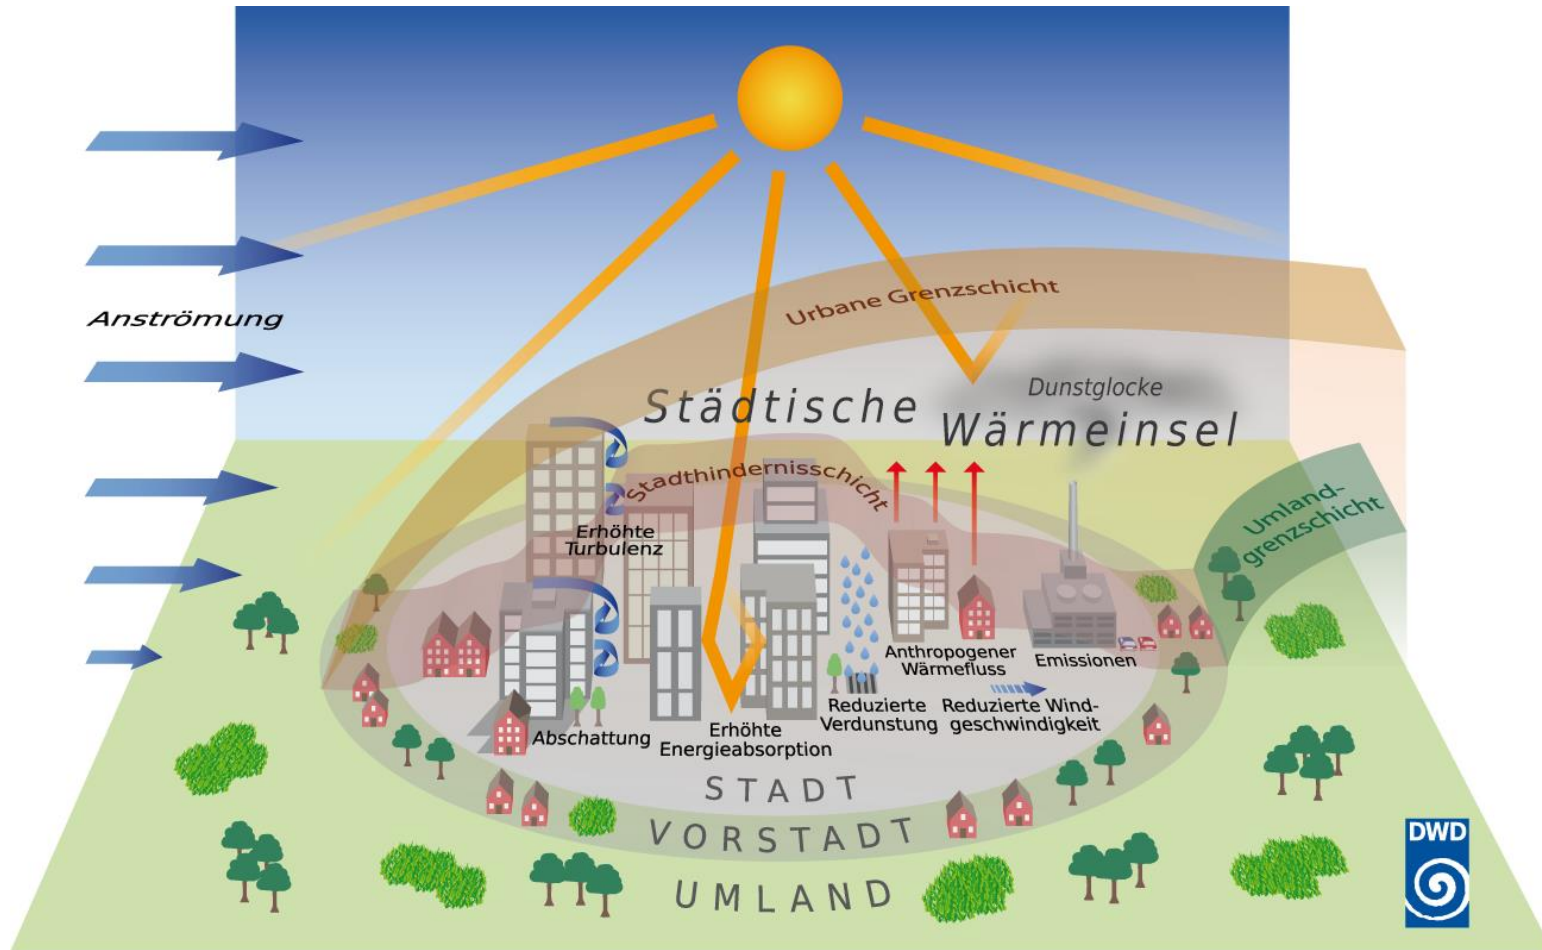 Anströmung
Urbane Grenzschicht
Städtische
Dunstglocke
Wärmeinsel
Stadthindernisschicht
Umland-
grenzschicht
Erhöhte
Turbulenz
Anthropogener
Wärmefluss
Emissionen
Reduzierte
Verdunstung
Reduzierte Wind-
geschwindigkeit
Abschattung
Erhöhte
Energieabsorption
STADT
VORSTADT
UMLAND
DWD